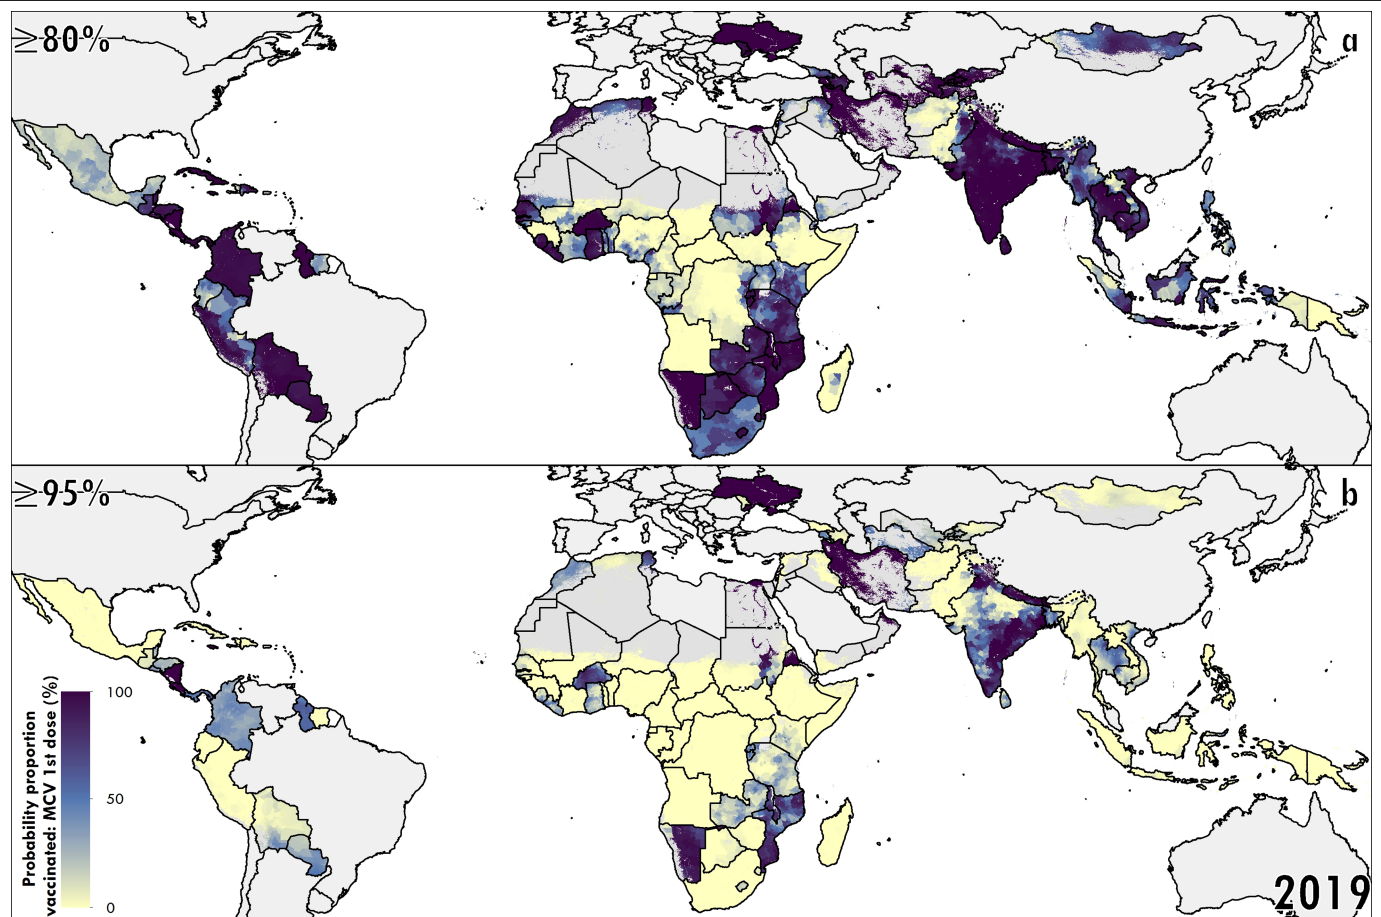 ≥80%
a
≥95%
b
Probability proportion
vaccinated: MCV 1st dose (%)
100
50
0
2019